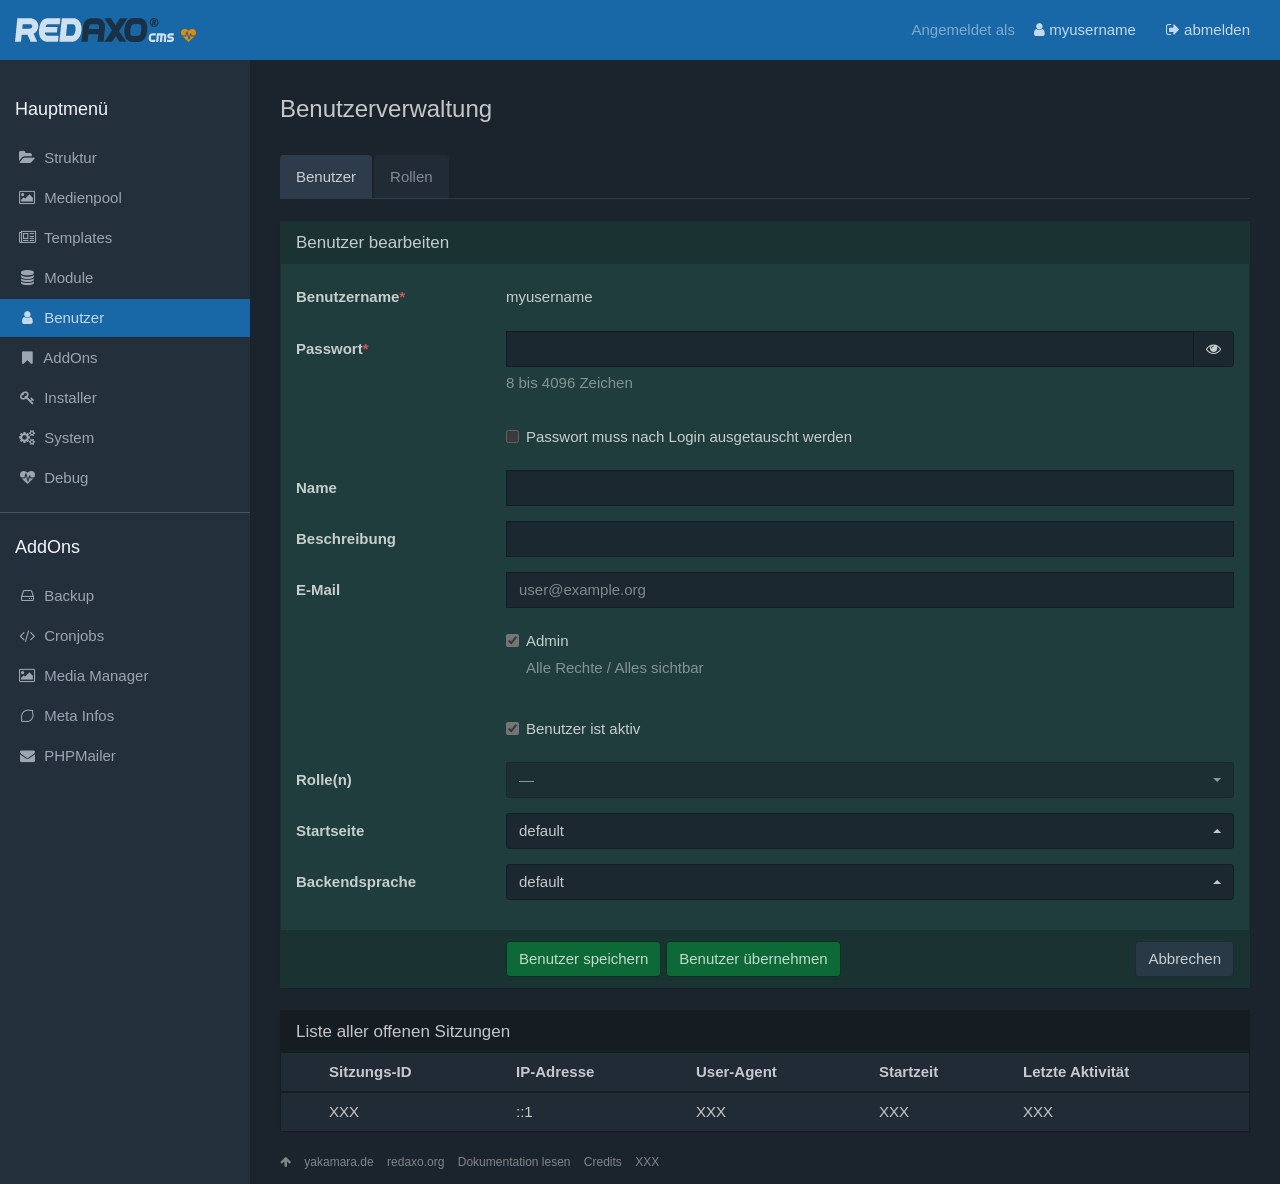 REDAXO® cms
Angemeldet als myusername abmelden
Hauptmenü
Struktur
Medienpool
Templates
Module
Benutzer
AddOns
Installer
System
Debug
AddOns
Backup
Cronjobs
Media Manager
Meta Infos
PHPMailer
Benutzerverwaltung
Benutzer Rollen
Benutzer bearbeiten
Benutzername* myusername
Passwort*
8 bis 4096 Zeichen
Passwort muss nach Login ausgetauscht werden
Name
Beschreibung
E-Mail user@example.org
Admin
Alle Rechte / Alles sichtbar
Benutzer ist aktiv
Rolle(n) —
Startseite default
Backendsprache default
Benutzer speichern Benutzer übernehmen Abbrechen
Liste aller offenen Sitzungen
Sitzungs-ID IP-Adresse User-Agent Startzeit Letzte Aktivität
XXX ::1 XXX XXX XXX
yakamara.de redaxo.org Dokumentation lesen Credits XXX